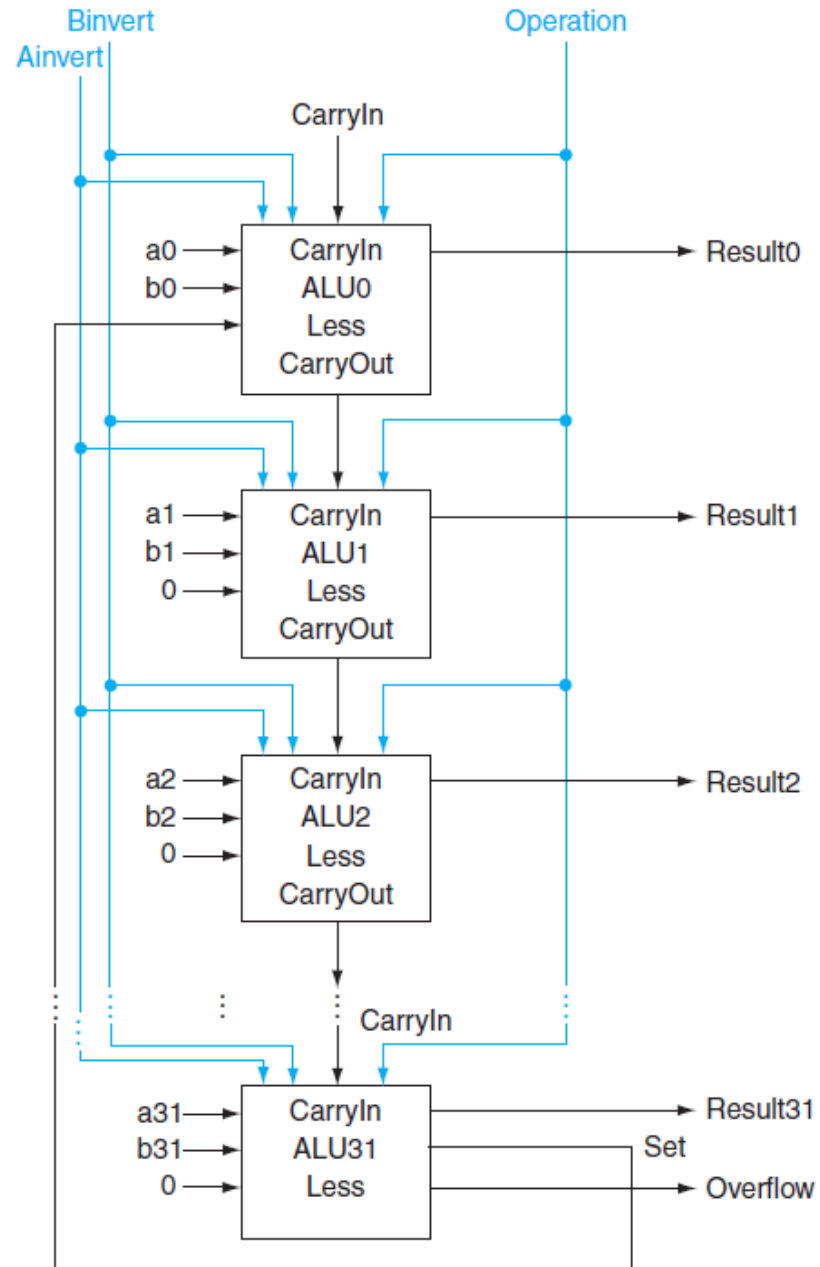 Binvert
Operation
Ainvert
CarryIn
a0
CarryIn
Result0
b0
ALU0
Less
CarryOut
a1
CarryIn
Result1
b1
ALU1
0
Less
CarryOut
a2
CarryIn
Result2
b2
ALU2
0
Less
CarryOut
CarryIn
a31
CarryIn
Result31
b31
ALU31
Set
0
Less
Overflow